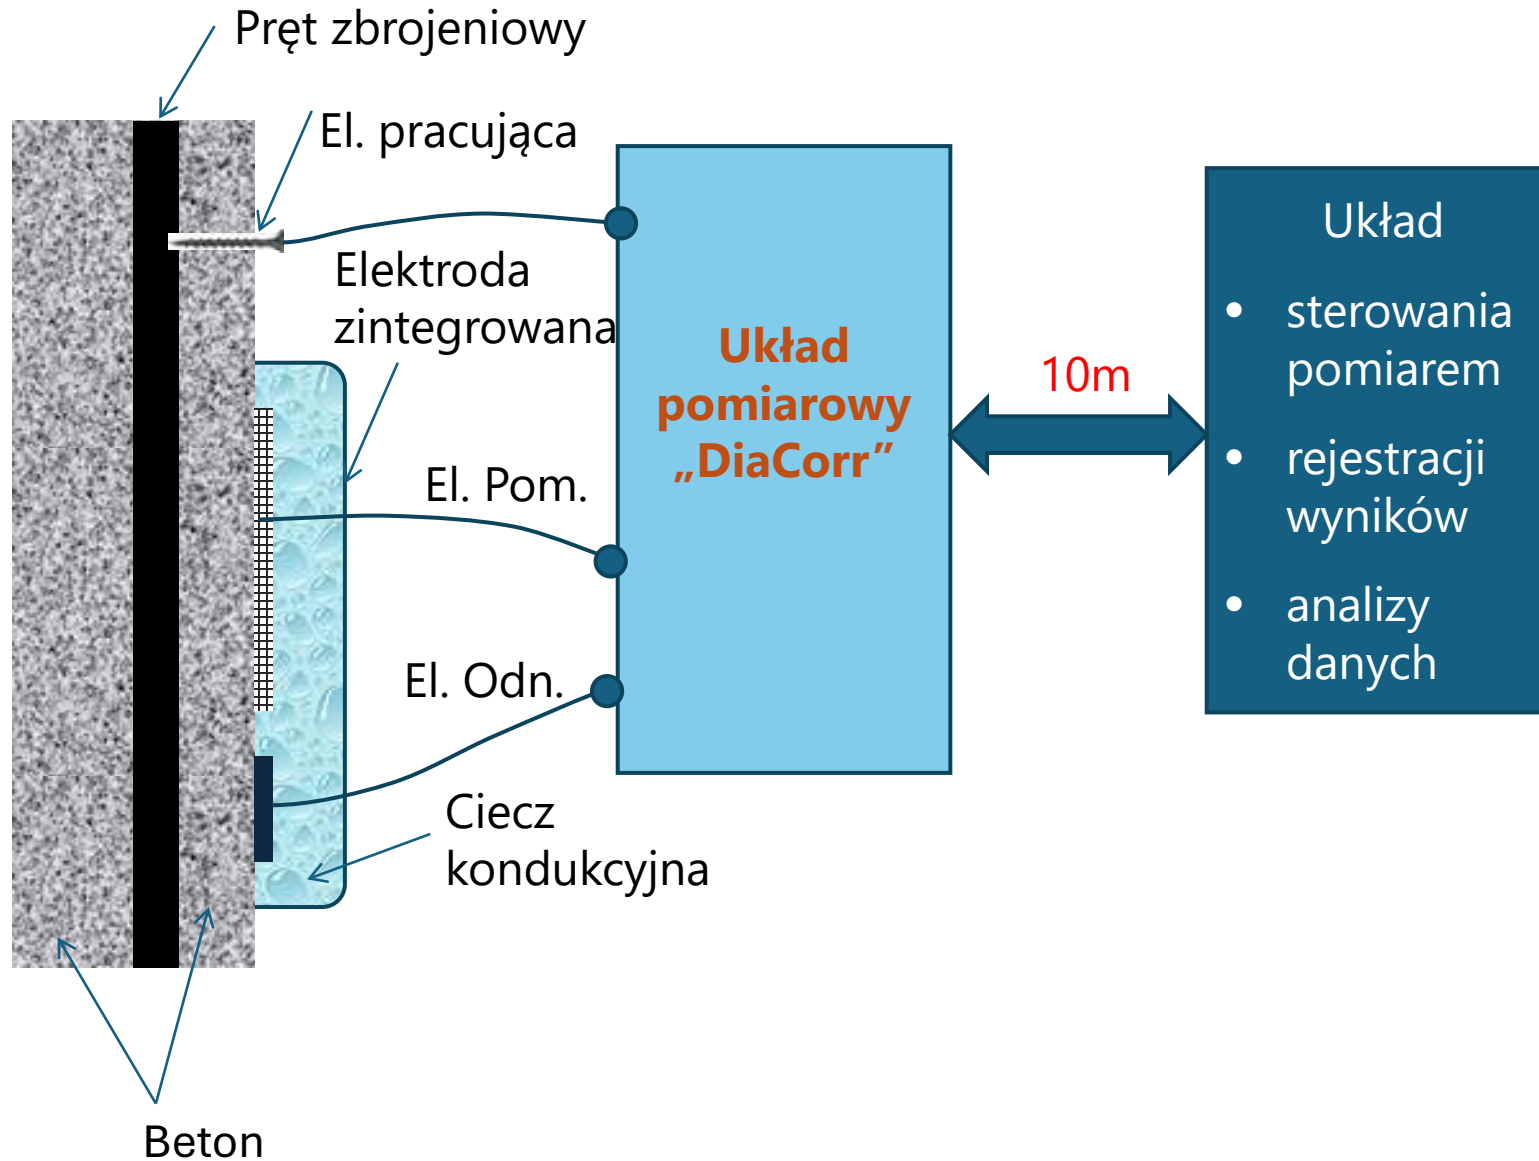 Pręt zbrojeniowy
El. pracująca
Elektroda
zintegrowana
El. Pom.
El. Odn.
Ciecz
kondukcyjna
Beton
Układ
pomiarowy
„DiaCorr”
10m
Układ
• sterowania
pomiarem
• rejestracji
wyników
• analizy
danych